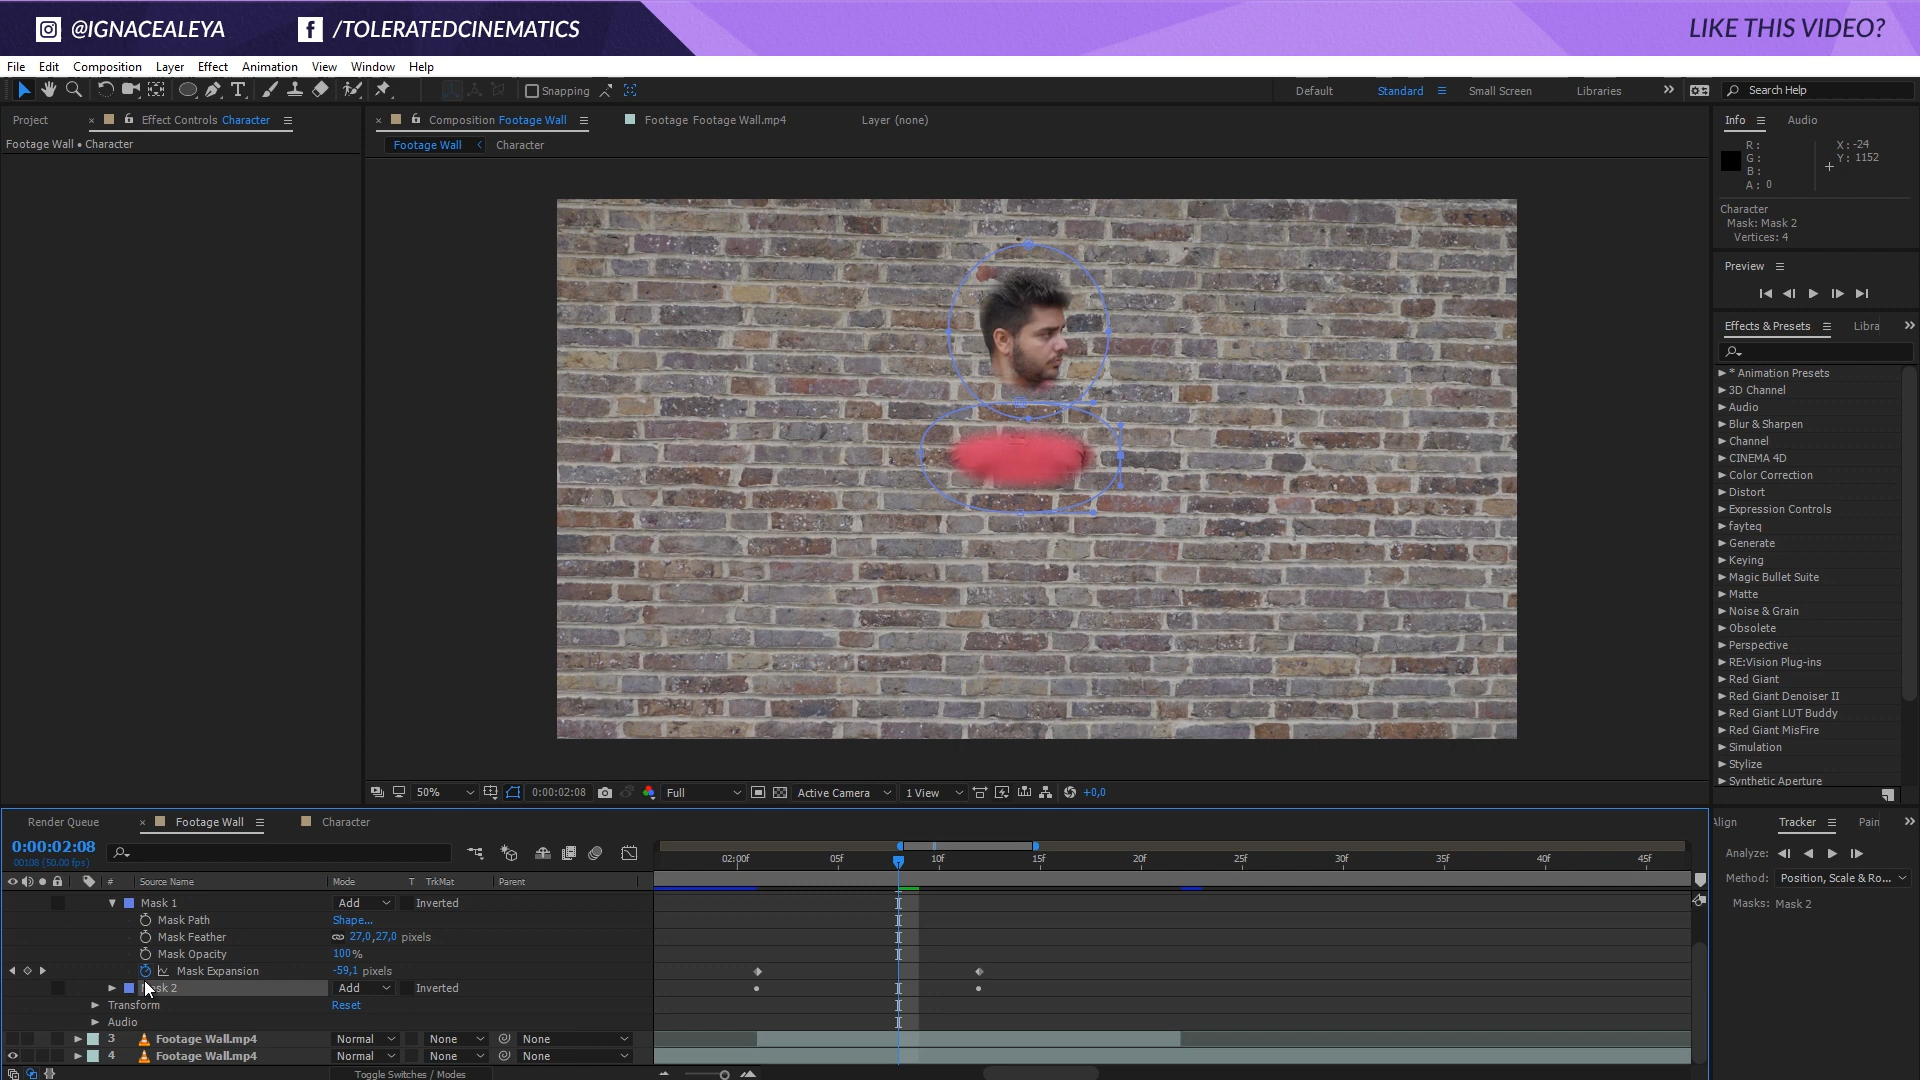 @IGNACEALEYA
/TOLERATEDCINEMATICS
LIKE THIS VIDEO?
File Edit Composition Layer Effect Animation View Window Help
Snapping
Default Standard Small Screen Libraries
Search Help
Project
Effect Controls Character
Composition Footage Wall
Footage Footage Wall.mp4
Layer (none)
Info Audio
Footage Wall • Character
Footage Wall Character
R:
G:
B:
A: 0
X: -24
Y: 1152
Character
Mask: Mask 2
Vertices: 4
Preview
Effects & Presets Libra
* Animation Presets
3D Channel
Audio
Blur & Sharpen
Channel
CINEMA 4D
Color Correction
Distort
Expression Controls
fayteq
Generate
Keying
Magic Bullet Suite
Matte
Noise & Grain
Obsolete
Perspective
RE:Vision Plug-ins
Red Giant
Red Giant Denoiser II
Red Giant LUT Buddy
Red Giant MisFire
Simulation
Stylize
Synthetic Aperture
50% 0:00:02:08 Full Active Camera 1 View +0,0
Render Queue Footage Wall Character
lign Tracker Pain
0:00:02:08
00108 (50.00 fps)
02:00f 05f 10f 15f 20f 25f 30f 35f 40f 45f
Analyze:
Method: Position, Scale & Ro...
Masks: Mask 2
# Source Name Mode T TrkMat Parent
Mask 1 Add Inverted
Mask Path Shape...
Mask Feather 27,0,27,0 pixels
Mask Opacity 100%
Mask Expansion -59,1 pixels
sk 2 Add Inverted
Transform Reset
Audio
3 Footage Wall.mp4 Normal None None
4 Footage Wall.mp4 Normal None None
Toggle Switches / Modes